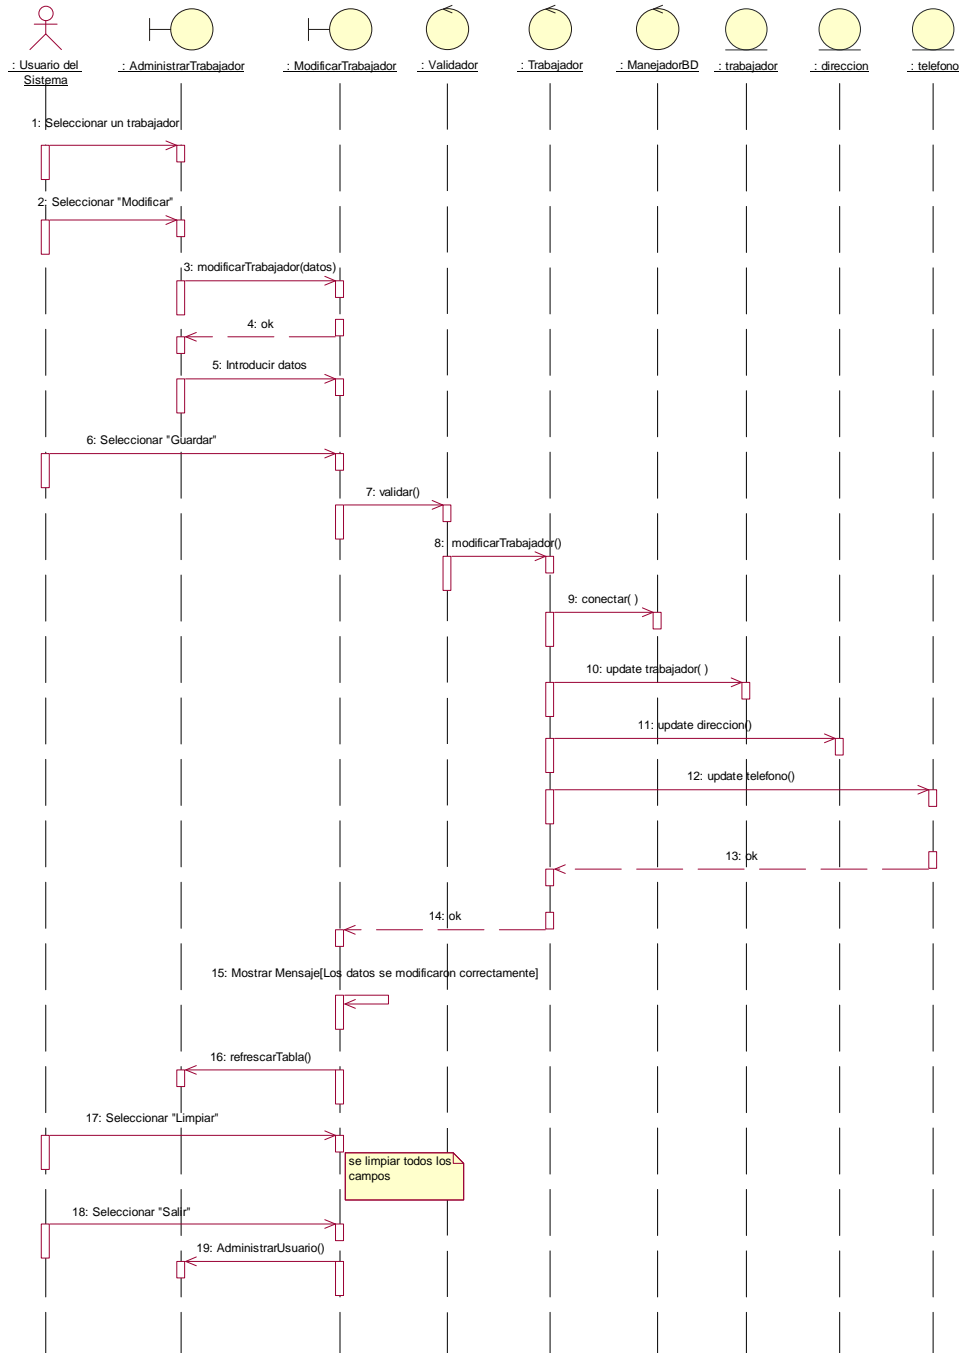 : Usuario del
Sistema
: AdministrarTrabajador
: ModificarTrabajador
: Validador
: Trabajador
: ManejadorBD
: trabajador
: direccion
: telefono
1: Seleccionar un trabajador
2: Seleccionar "Modificar"
3: modificarTrabajador(datos)
4: ok
5: Introducir datos
6: Seleccionar "Guardar"
7: validar()
8: modificarTrabajador()
9: conectar( )
10: update trabajador( )
11: update direccion()
12: update telefono()
13: ok
14: ok
15: Mostrar Mensaje[Los datos se modificaron correctamente]
16: refrescarTabla()
17: Seleccionar "Limpiar"
se limpiar todos los
campos
18: Seleccionar "Salir"
19: AdministrarUsuario()